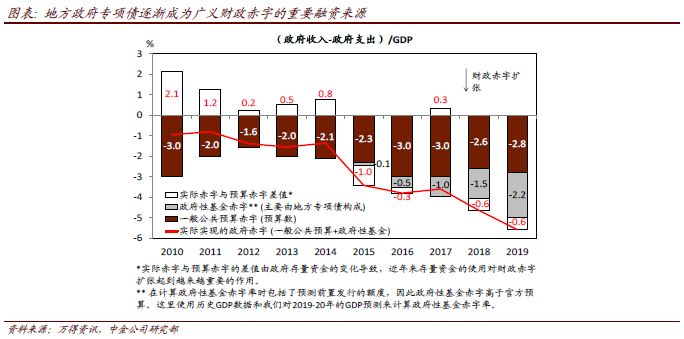 图表: 地方政府专项债逐渐成为广义财政赤字的重要融资来源
(政府收入-政府支出)/GDP
%
3
2
1
0
-1
-2
-3
-4
-5
-6
2.1
1.2
0.2
0.5
0.8
0.3
财政赤字扩
张
-3.0
-2.0
-1.6
-2.0
-2.1
-2.3
-3.0
-3.0
-2.6
-2.8
-0.1
-1.0
-0.5
-0.3
-1.0
-1.5
-0.6
-2.2
-0.6
实际赤字与预算赤字差值*
政府性基金赤字** (主要由地方专项债构成)
一般公共预算赤字 (预算数)
实际实现的政府赤字 (一般公共预算+政府性基金)
2010 2011 2012 2013 2014 2015 2016 2017 2018 2019
*实际赤字与预算赤字的差值由政府存量资金的变化导致，近年来存量资金的使用对财政赤字
扩张起到越来越重要的作用。
** 在计算政府性基金赤字率时包括了预测前置发行的额度，因此政府性基金赤字高于官方预
算。这里使用历史GDP数据和我们对2019-20年的GDP预测来计算政府性基金赤字率。
资料来源：万得资讯，中金公司研究部